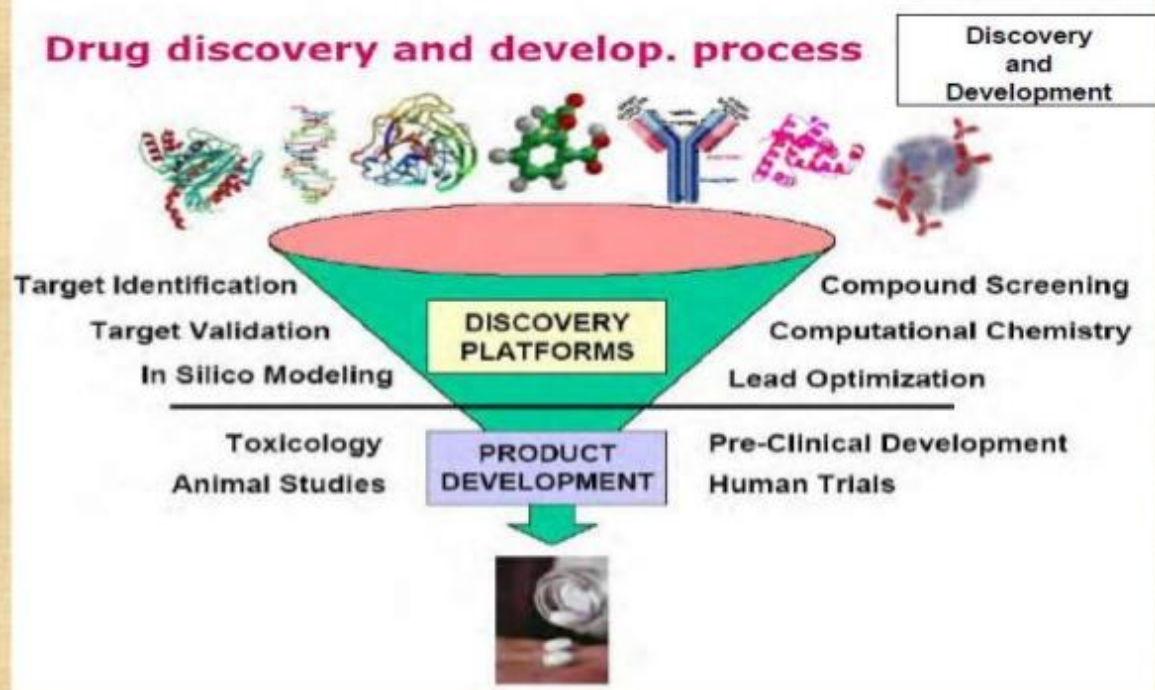 Drug discovery and develop. process
Discovery
and
Development
Target Identification
Target Validation
In Silico Modeling
DISCOVERY
PLATFORMS
Compound Screening
Computational Chemistry
Lead Optimization
Toxicology
Animal Studies
PRODUCT
DEVELOPMENT
Pre-Clinical Development
Human Trials